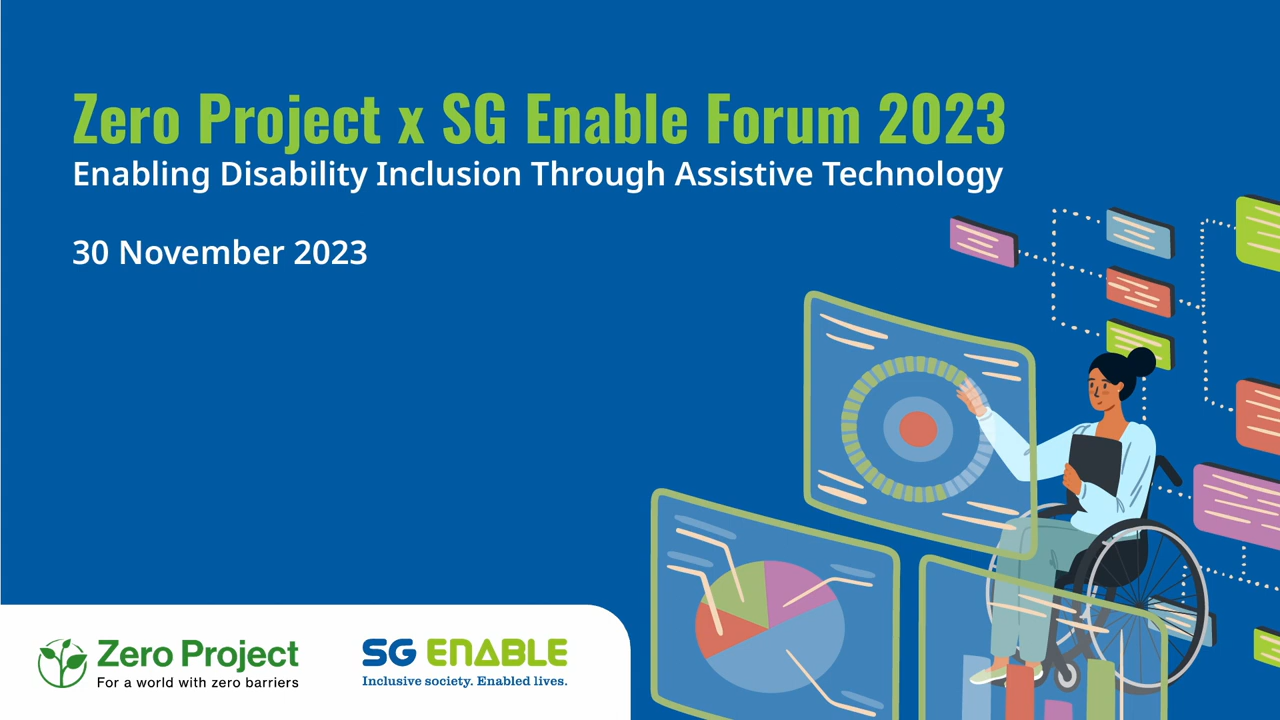 Zero Project x SG Enable Forum 2023
Enabling Disability Inclusion Through Assistive Technology
30 November 2023
Zero Project
For a world with zero barriers
SG ENABLE
Inclusive society. Enabled lives.